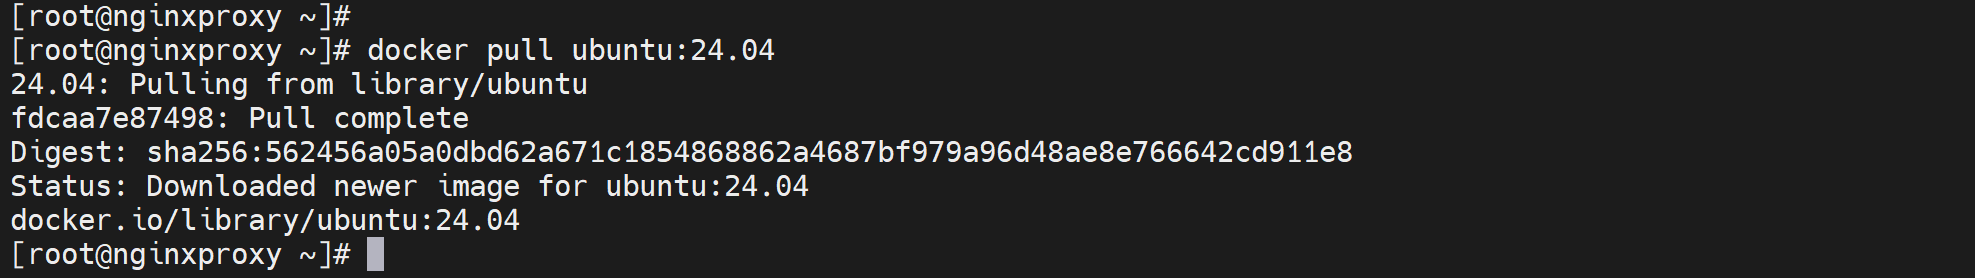 [root@nginxproxy ~]#
[root@nginxproxy ~]# docker pull ubuntu:24.04
24.04: Pulling from library/ubuntu
fdcaa7e87498: Pull complete
Digest: sha256:562456a05a0dbd62a671c1854868862a4687bf979a96d48ae8e766642cd911e8
Status: Downloaded newer image for ubuntu:24.04
docker.io/library/ubuntu:24.04
[root@nginxproxy ~]#